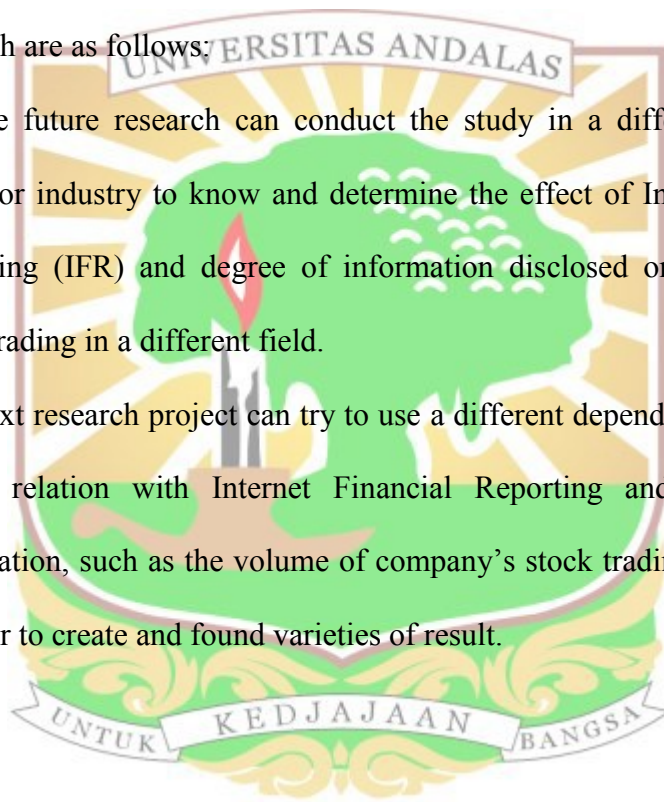 h are as follows:
UNIVERSITAS ANDALAS
e future research can conduct the study in a diff
or industry to know and determine the effect of In
ing (IFR) and degree of information disclosed or
rading in a different field.
xt research project can try to use a different depend
relation with Internet Financial Reporting and
ation, such as the volume of company’s stock tradi
r to create and found varieties of result.
UNTUK KEDJAJAAN BANGSA